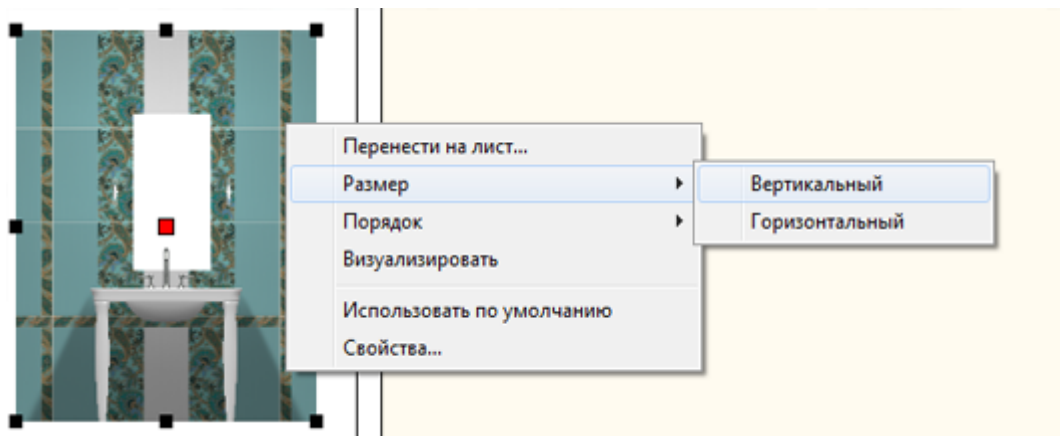 Перенести на лист...
Размер
Порядок
Визуализировать
Использовать по умолчанию
Свойства...
Вертикальный
Горизонтальный